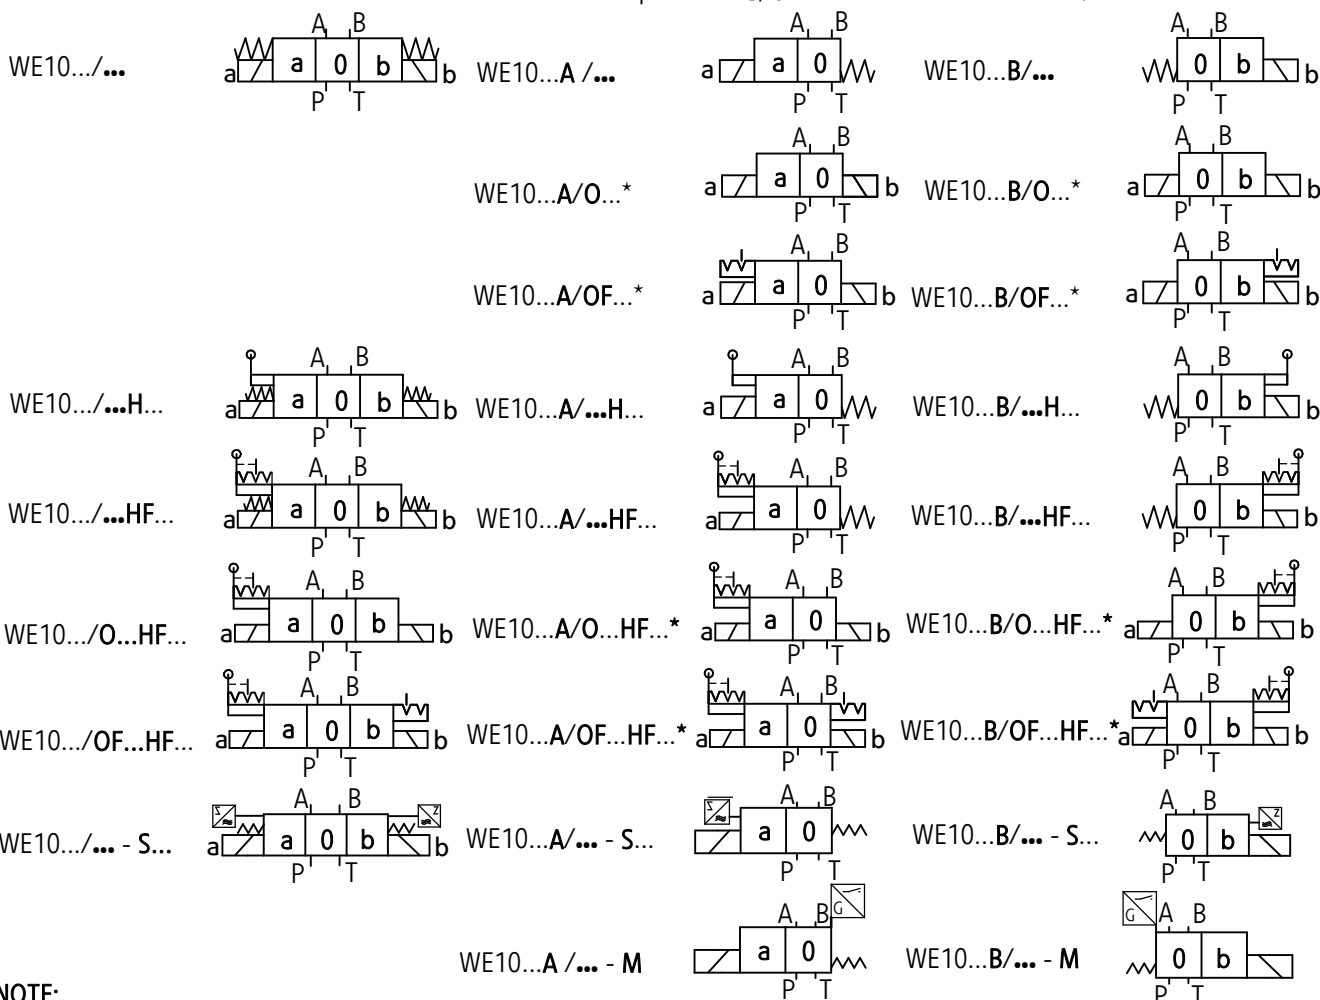 WE10.../••• a A B a 0 b P T b WE10...A /••• a A B a 0 P T WE10...B/••• A B 0 b P T b
WE10...A/O...* a A B a 0 P T b WE10...B/O...* a A B 0 b P T b
WE10...A/OF...* a A B a 0 P T b WE10...B/OF...* a A B 0 b P T b
WE10.../•••H... a A B a 0 b P T b WE10...A/•••H... a A B a 0 P T WE10...B/•••H... A B 0 b P T b
WE10.../•••HF... a A B a 0 b P T b WE10...A/•••HF... a A B a 0 P T WE10...B/•••HF... A B 0 b P T b
WE10.../O...HF... a A B a 0 b P T b WE10...A/O...HF...* a A B a 0 P T b WE10...B/O...HF...* a A B 0 b P T b
WE10.../OF...HF... a A B a 0 b P T b WE10...A/OF...HF...* a A B a 0 P T b WE10...B/OF...HF...* a A B 0 b P T b
WE10.../••• - S... a A B a 0 b P T b WE10...A/••• - S... A B a 0 P T WE10...B/••• - S... A B 0 b P T
WE10...A /••• - M A B G a 0 P T WE10...B/••• - M G A B 0 b P T
NOTE: